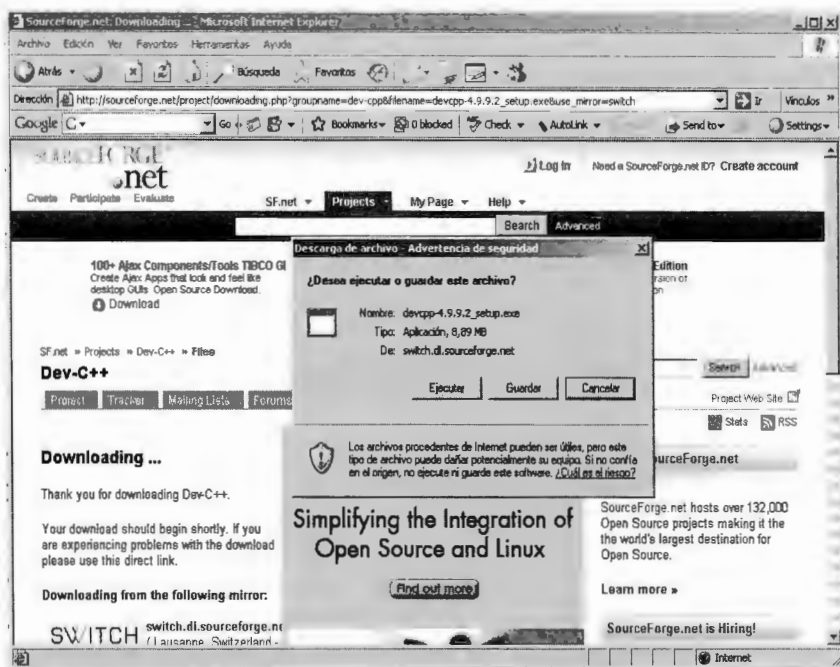 SourceForge.net: Downloading ... - Microsoft Internet Explorer
Archivo Edición Ver Favoritos Herramientas Ayuda
Atrás Búsqueda Favoritos
Dirección http://sourceforge.net/project/downloading.php?groupname=dev-cpp&filename=devcpp-4.9.9.2_setup.exe&use_mirror=switch Ir Vínculos »
Google G Go Bookmarks 0 blocked Check AutoLink Send to Settings
SOURCEFORGE
.net
Create Participate Evaluate
Log In Need a SourceForge.net ID? Create account
SF.net Projects My Page Help
Search Advanced
100+ Ajax Components/Tools TIBCO GI
Create Ajax Apps that look and feel like
desktop GUIs. Open Source Download.
Download
Edition
Descarga de archivo - Advertencia de seguridad
¿Desea ejecutar o guardar este archivo?
Nombre: devcpp-4.9.9.2_setup.exe
Tipo: Aplicación, 8,89 MB
De: switch.dl.sourceforge.net
Ejecutar Guardar Cancelar
Los archivos procedentes de Internet pueden ser útiles, pero este
tipo de archivo puede dañar potencialmente su equipo. Si no confía
en el origen, no ejecute ni guarde este software. ¿Cuál es el riesgo?
SF.net » Projects » Dev-C++ » Files
Dev-C++
Project Tracker Mailing Lists Forums
Search Advanced
Project Web Site
Stats RSS
Downloading ...
Thank you for downloading Dev-C++.
Your download should begin shortly. If you
are experiencing problems with the download
please use this direct link.
Downloading from the following mirror:
SWITCH switch.dl.sourceforge.ne
(Lausanne, Switzerland -
Simplifying the Integration of
Open Source and Linux
Find out more
urceForge.net
SourceForge.net hosts over 132,000
Open Source projects making it the
the world's largest destination for
Open Source.
Learn more »
SourceForge.net is Hiring!
Internet